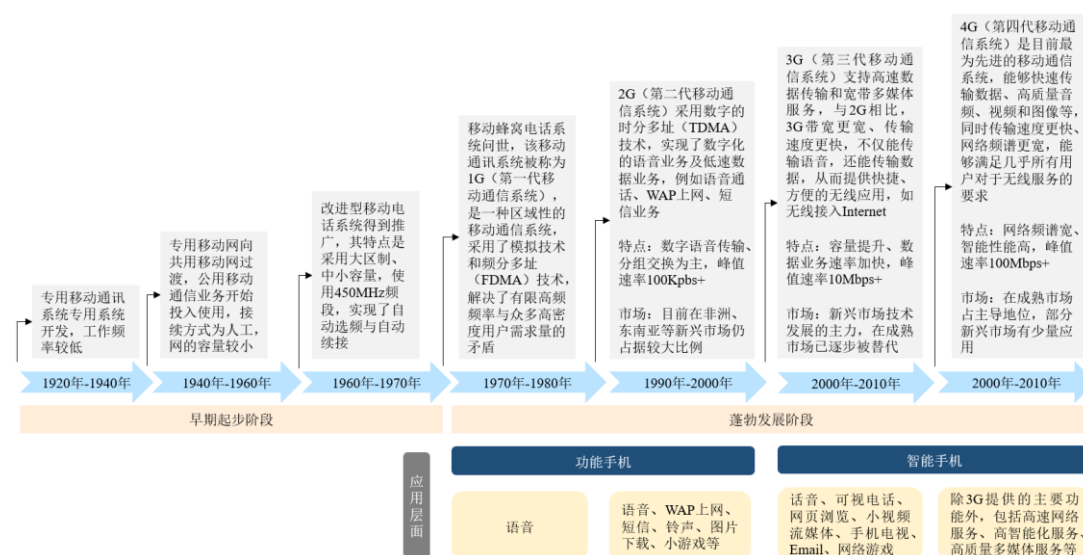 专用移动通讯
系统专用系统
开发，工作频
率较低
专用移动网向
共用移动网过
渡，公用移动
通信业务开始
投入使用，接
续方式为人工，
网的容量较小
改进型移动电
话系统得到推
广，其特点是
采用大区制、
中小容量，使
用450MHz频
段，实现了自
动选频与自动
续接
移动蜂窝电话系
统问世，该移动
通讯系统被称为
1G（第一代移
动通信系统），
是一种区域性的
移动通信系统，
采用了模拟技术
和频分多址
（FDMA）技术，
解决了有限高频
频率与众多高密
度用户需求量的
矛盾
2G（第二代移动通
信系统）采用数字的
时分多址（TDMA）
技术，实现了数字化
的语音业务及低速数
据业务，例如语音通
话、WAP上网、短
信业务
特点：数字语音传输、
分组交换为主，峰值
速率100Kpbs+
市场：目前在非洲、
东南亚等新兴市场仍
占据较大比例
3G（第三代移动
通信系统）支持高速数
据传输和宽带多媒体
服务，与2G相比，
3G带宽更宽、传输
速度更快，不仅能传
输语音，还能传输数
据，从而提供快捷、
方便的无线应用，如
无线接入Internet
特点：容量提升、数
据业务速率加快，峰
值速率10Mbps+
市场：新兴市场技术
发展的主力，在成熟
市场已逐步被替代
4G（第四代移动通
信系统）是目前最
为先进的移动通信
系统，能够快速传
输数据、高质量音
频、视频和图像等，
同时传输速度更快、
网络频谱更宽，能
够满足几乎所有用
户对于无线服务的
要求
特点：网络频谱宽、
智能性能高，峰值
速率100Mbps+
市场：在成熟市场
占主导地位，部分
新兴市场有少量应
用
1920年-1940年
1940年-1960年
1960年-1970年
1970年-1980年
1990年-2000年
2000年-2010年
2000年-2010年
早期起步阶段
蓬勃发展阶段
应用层面
功能手机
智能手机
语音
语音、WAP上网、
短信、铃声、图片
下载、小游戏等
话音、可视电话、
网页浏览、小视频
流媒体、手机电视、
Email、网络游戏
除3G提供的主要功
能外，包括高速网络
服务、高智能化服务、
高质量多媒体服务等